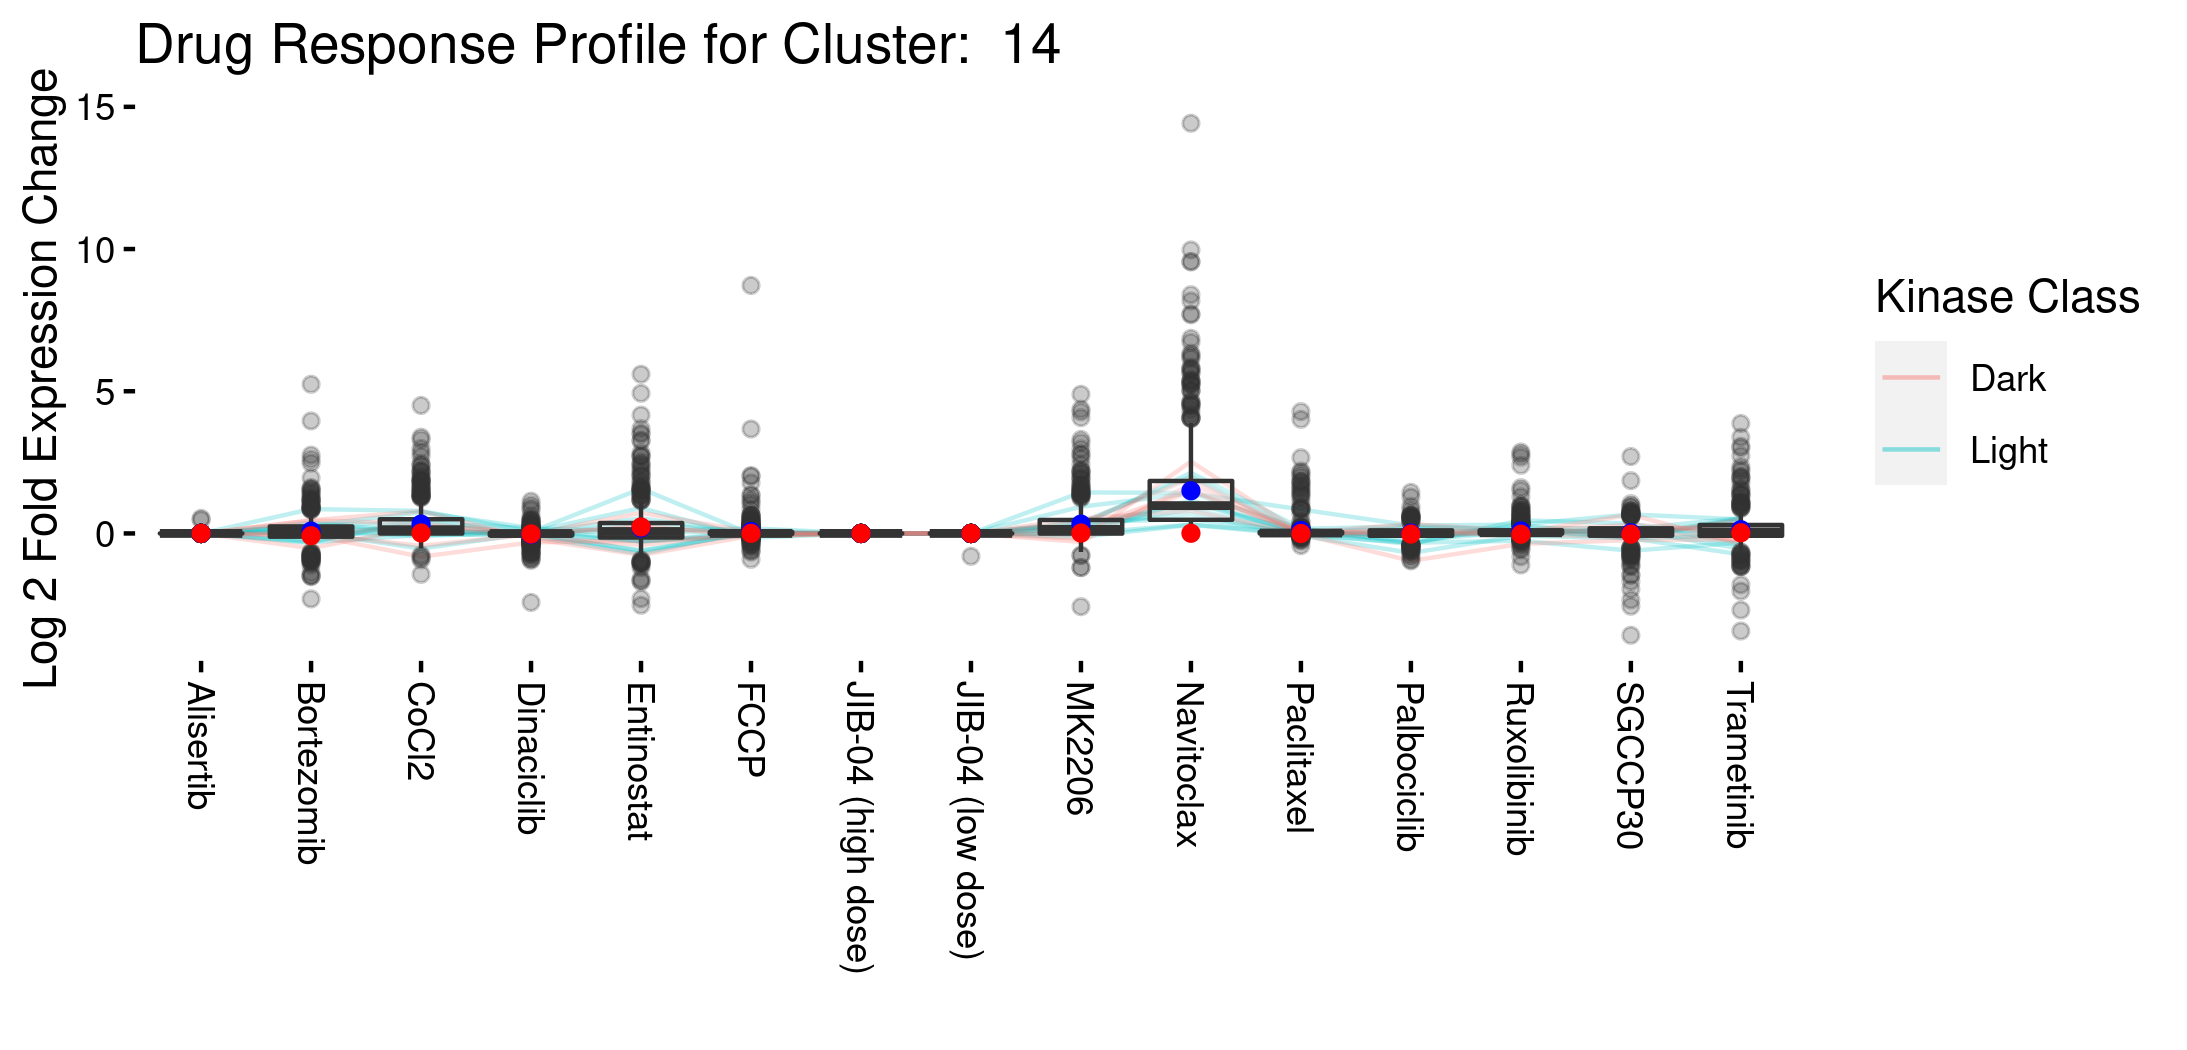 Drug Response Profile for Cluster:  14
Log 2 Fold Expression Change
15
10
5
0
Alisertib
Bortezomib
CoCl2
Dinaciclib
Entinostat
FCCP
JIB-04 (high dose)
JIB-04 (low dose)
MK2206
Navitoclax
Paclitaxel
Palbociclib
Ruxolibinib
SGCCP30
Trametinib
Kinase Class
Dark
Light